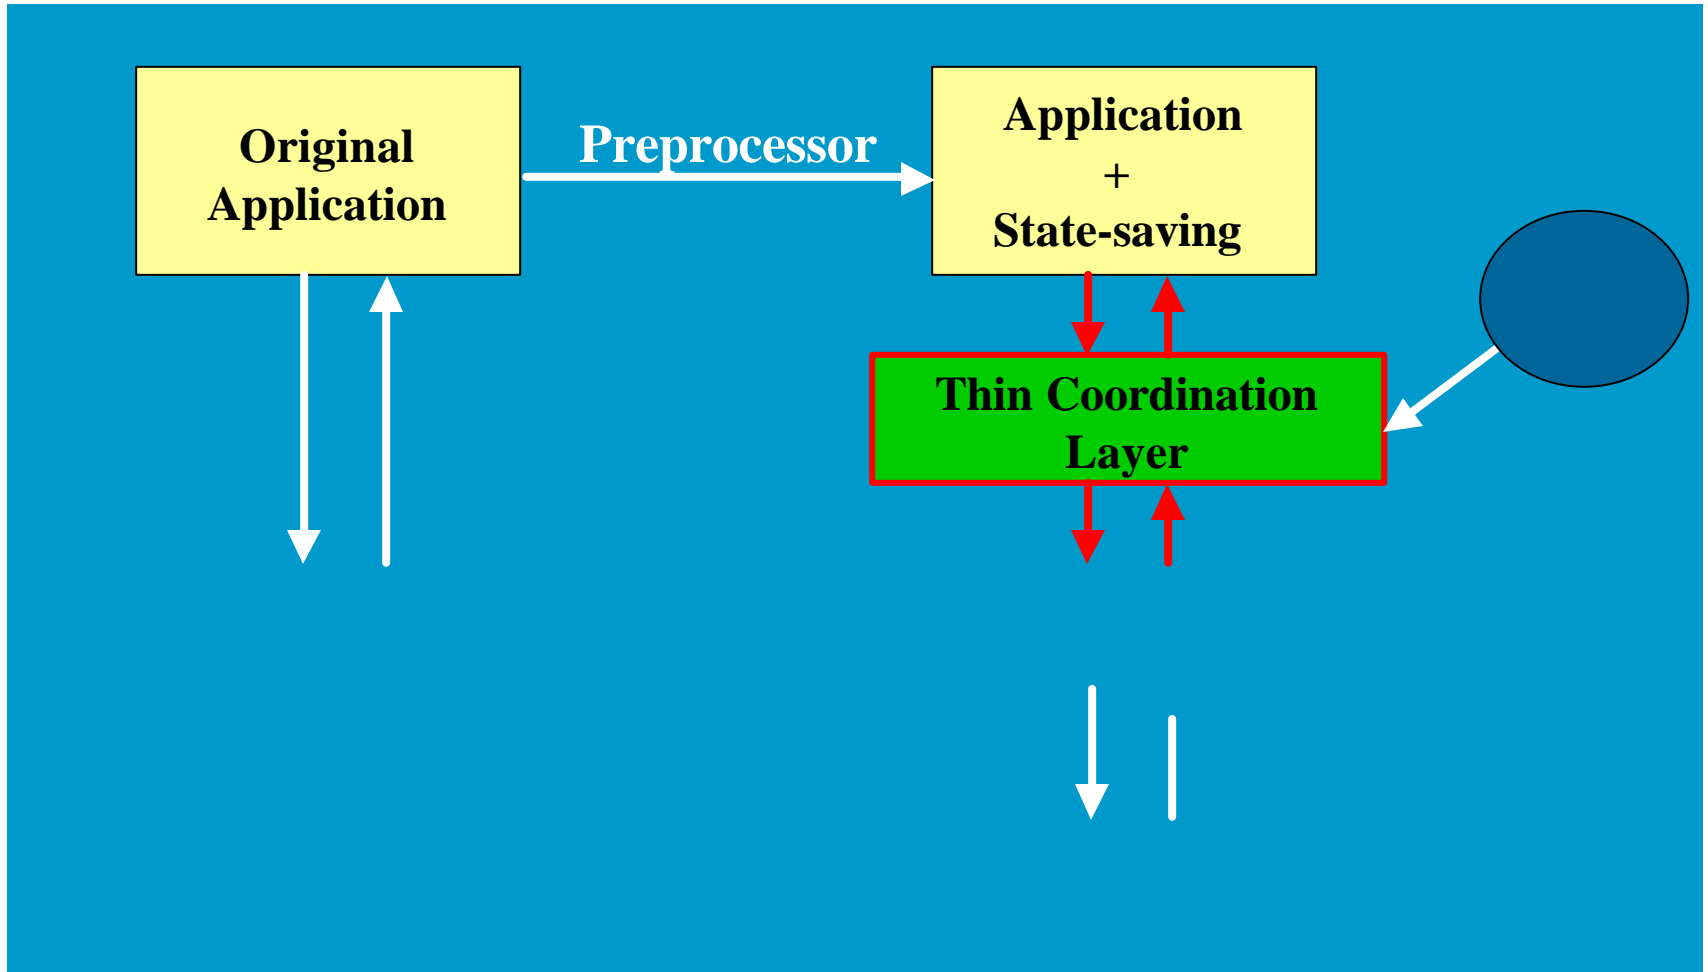 Original
Application
Preprocessor
Application
+
State-saving
Thin Coordination
Layer